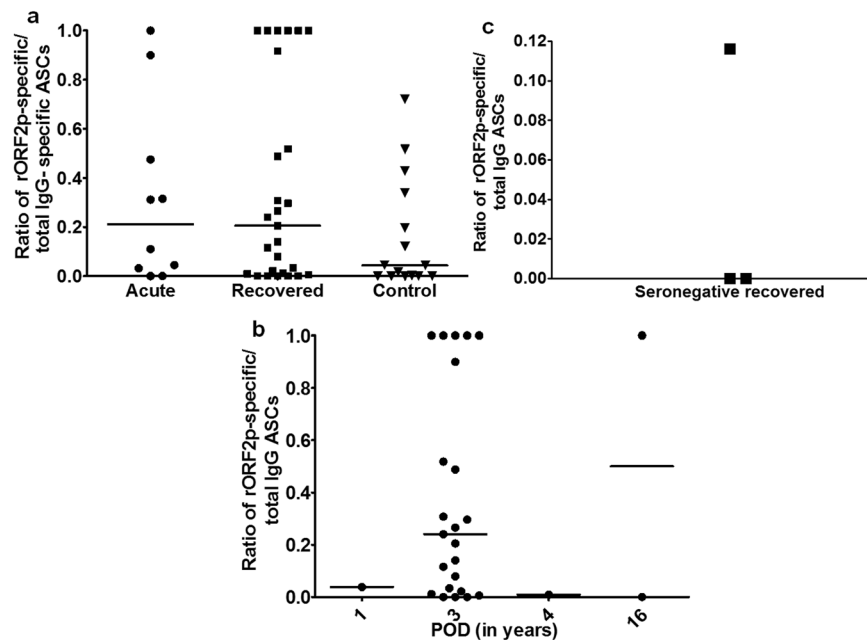 a
Ratio of rORF2p-specific/
total IgG- specific ASCs
1.0
0.8
0.6
0.4
0.2
0.0
Acute Recovered Control
c
Ratio of rORF2p-specific/
total IgG ASCs
0.12
0.10
0.08
0.06
0.04
0.02
0.00
Seronegative recovered
b
Ratio of rORF2p-specific/
total IgG ASCs
1.0
0.8
0.6
0.4
0.2
0.0
1 3 4 16
POD (in years)